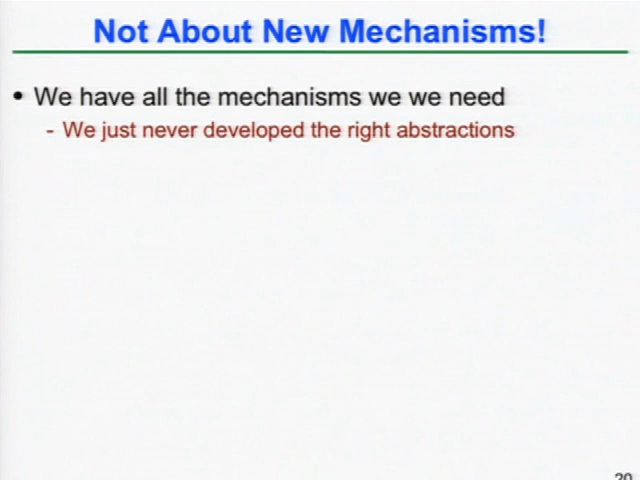 Not About New Mechanisms!
• We have all the mechanisms we we need
- We just never developed the right abstractions
20